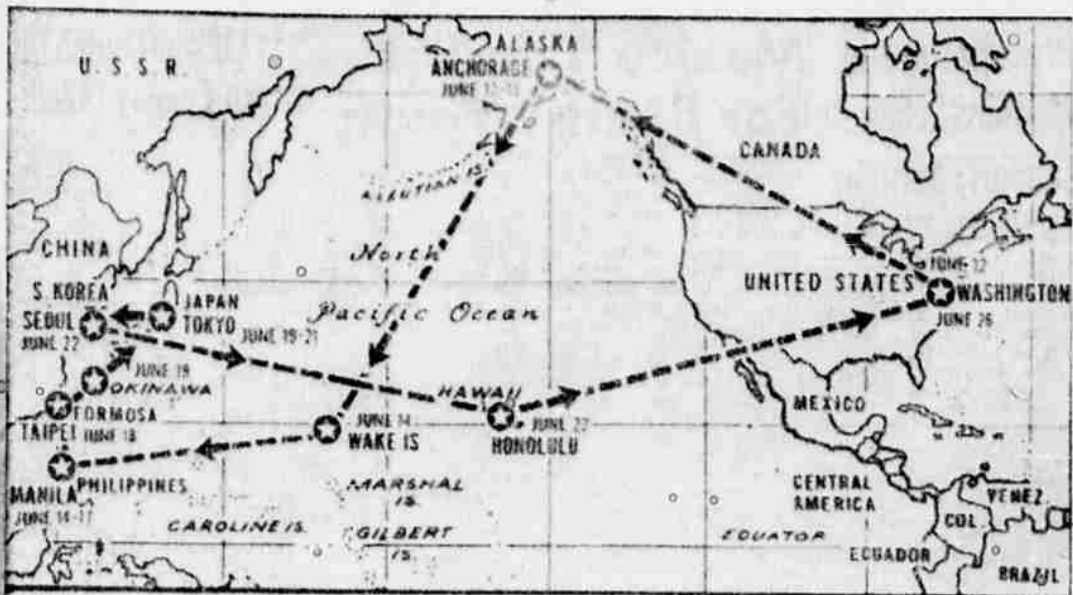 ALASKA
U. S. S. R.
ANCHORAGE
JUNE 12-13
CANADA
ALEUTIAN IS.
CHINA
North
JUNE 12
UNITED STATES
WASHINGTON
JUNE 26
S. KOREA
SEOUL
JUNE 22
JAPAN
TOKYO
JUNE 19-21
Pacific Ocean
JUNE 19
OKINAWA
HAWAII
MEXICO
FORMOSA
TAIPEI
JUNE 18
JUNE 14
WAKE IS
HONOLULU
MANILA
PHILIPPINES
JUNE 14-17
MARSHAL
IS.
CENTRAL
AMERICA
VENEZ
CAROLINE IS.
GILBERT
IS.
EQUATOR
COL.
ECUADOR
BRAZIL